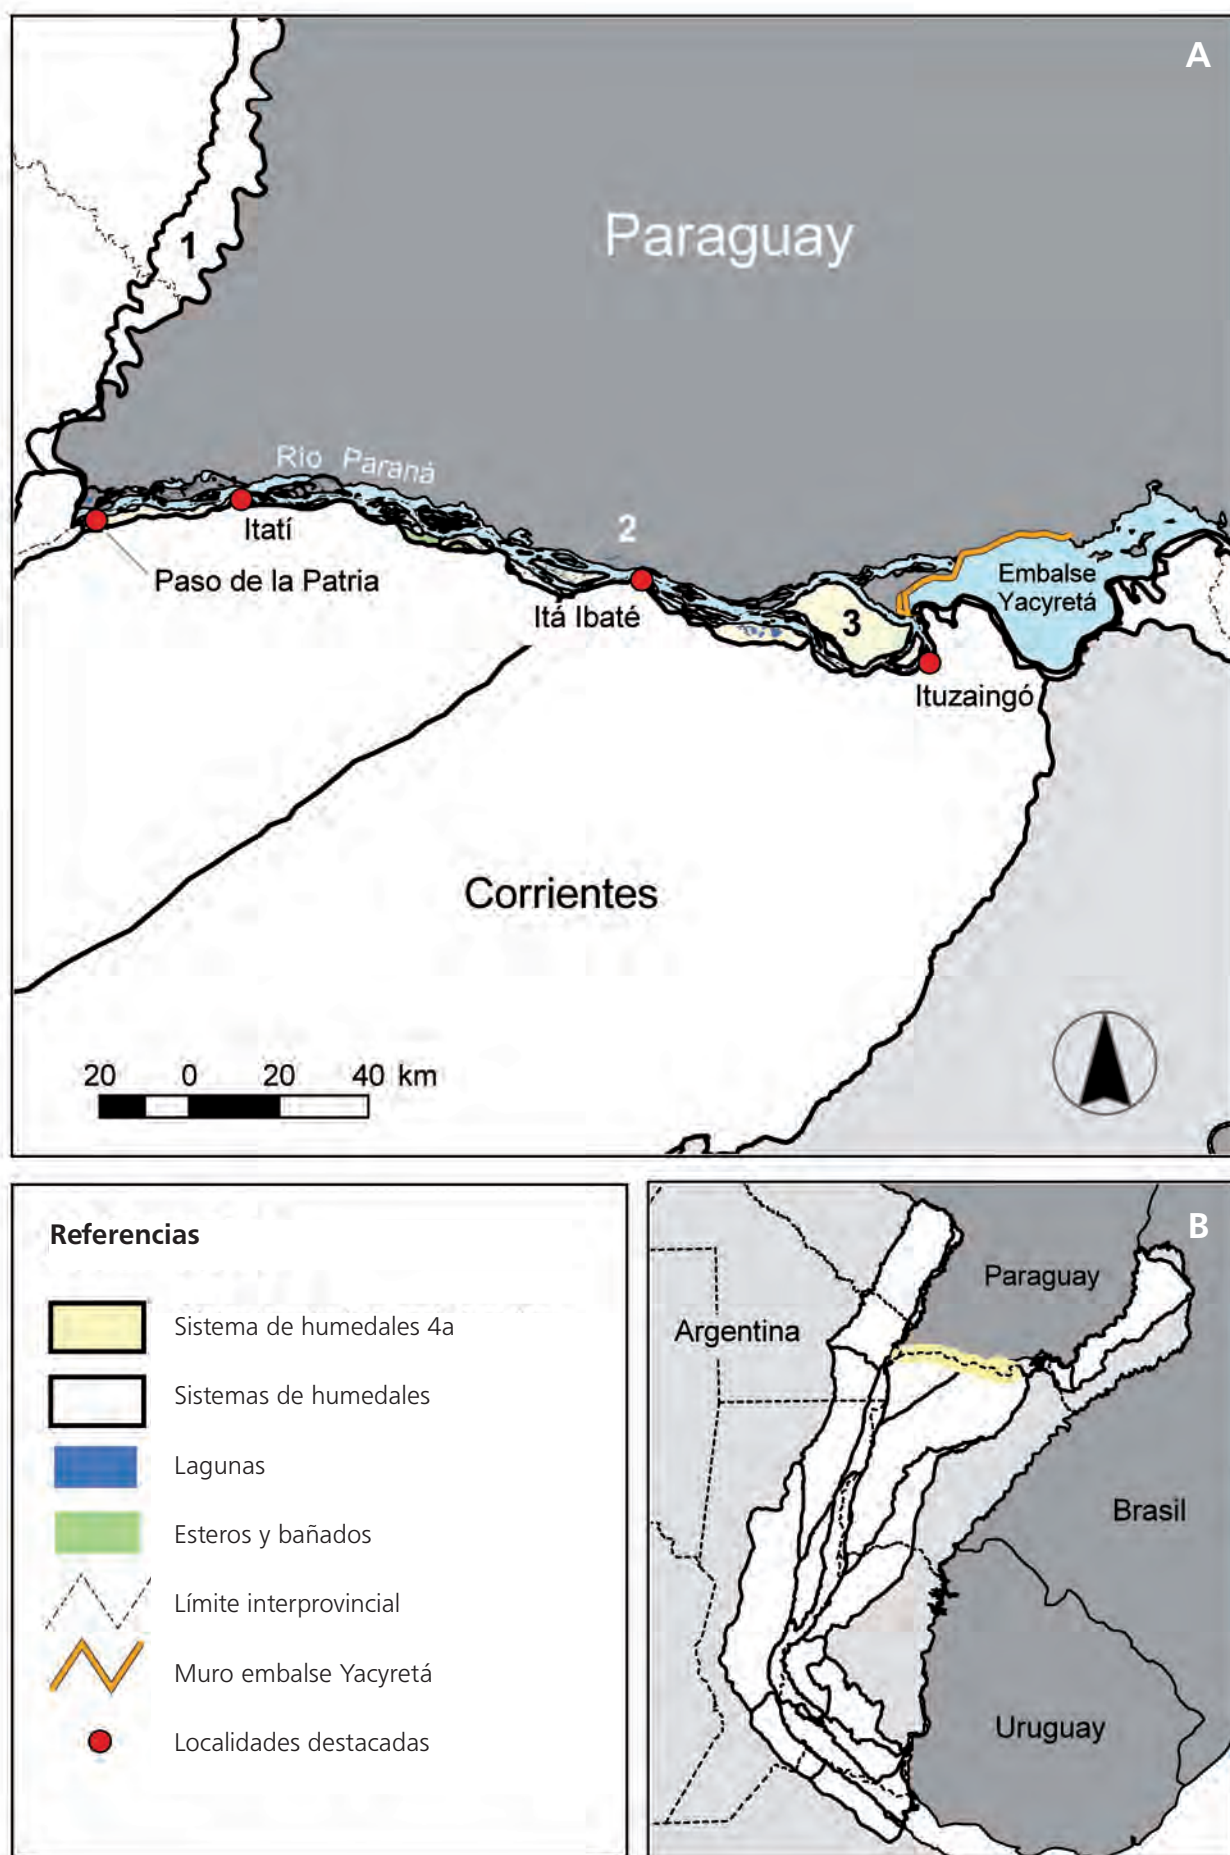 A
1
Paraguay
Río Paraná
Itatí
2
Paso de la Patria
Itá Ibaté
3
Embalse
Yacyretá
Ituzaingó
Corrientes
20 0 20 40 km
Referencias
Sistema de humedales 4a
Sistemas de humedales
Lagunas
Esteros y bañados
Límite interprovincial
Muro embalse Yacyretá
Localidades destacadas
B
Paraguay
Argentina
Brasil
Uruguay